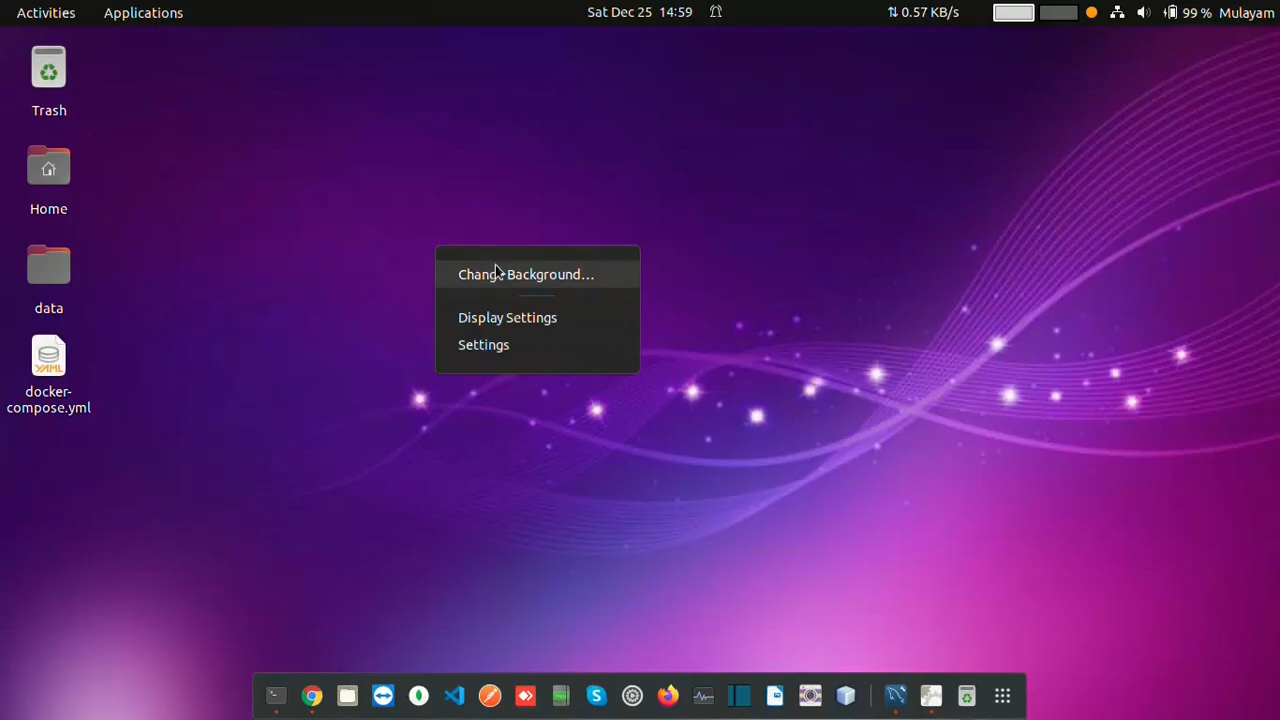 Activities Applications Sat Dec 25 14:59 0.57 KB/s 99 % Mulayam
Trash
Home
data
docker-
compose.yml
Change Background...
Display Settings
Settings